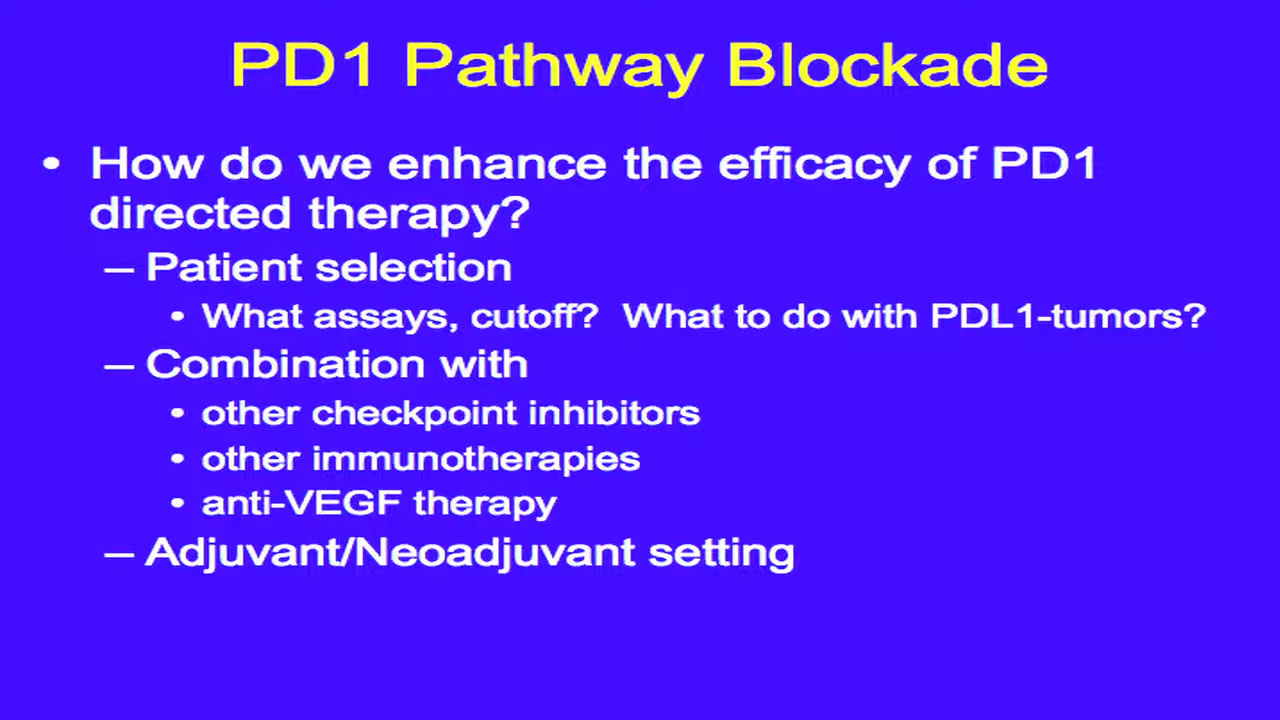 PD1 Pathway Blockade
• How do we enhance the efficacy of PD1
directed therapy?
– Patient selection
• What assays, cutoff?  What to do with PDL1-tumors?
– Combination with
• other checkpoint inhibitors
• other immunotherapies
• anti-VEGF therapy
– Adjuvant/Neoadjuvant setting